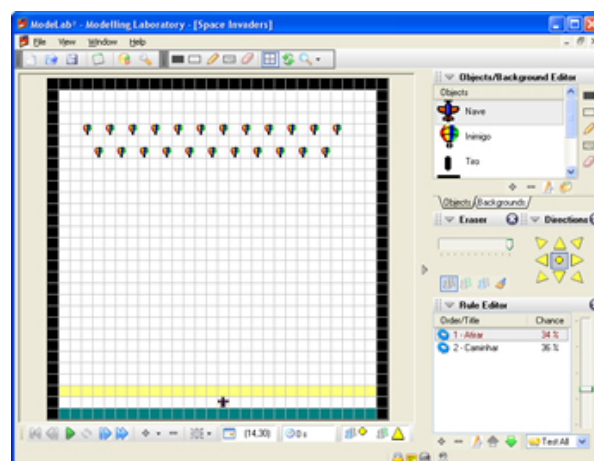 ModeLab² - Modelling Laboratory - [Space Invaders]
File View Window Help
Objects/Background Editor
Objects
Nave
Inimigo
Tiro
Objects Backgrounds
Eraser
Directions
Rule Editor
Order/Title Chance
1 - Atirar 34 %
2 - Caminhar 36 %
(14,30) 0 s
Test All